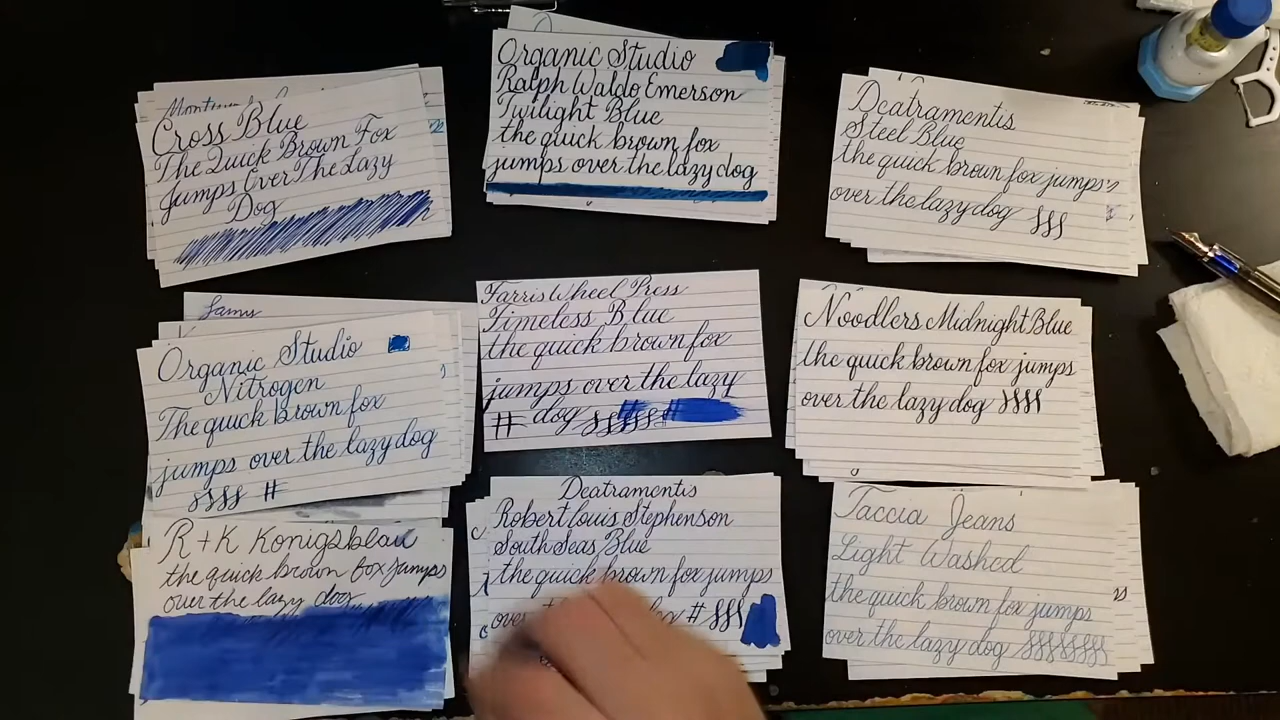 Cross Blue
The Quick Brown Fox
Jumps Over The Lazy
Dog
Organic Studio
Ralph Waldo Emerson
Twilight Blue
the quick brown fox
jumps over the lazy dog
Deatramentis
Steel Blue
the quick brown fox jumps
over the lazy dog
Lamy
Organic Studio
Nitrogen
The quick brown fox
jumps over the lazy dog
#
Farris Wheel Press
Timeless Blue
the quick brown fox
jumps over the lazy
# dog
Noodlers Midnight Blue
the quick brown fox jumps
over the lazy dog
R + K Konigsblau
the quick brown fox jumps
over the lazy dog
Deatramentis
Robert Louis Stephenson
South Seas Blue
the quick brown fox jumps
over #
Taccia Jeans
Light Washed
the quick brown fox jumps
over the lazy dog